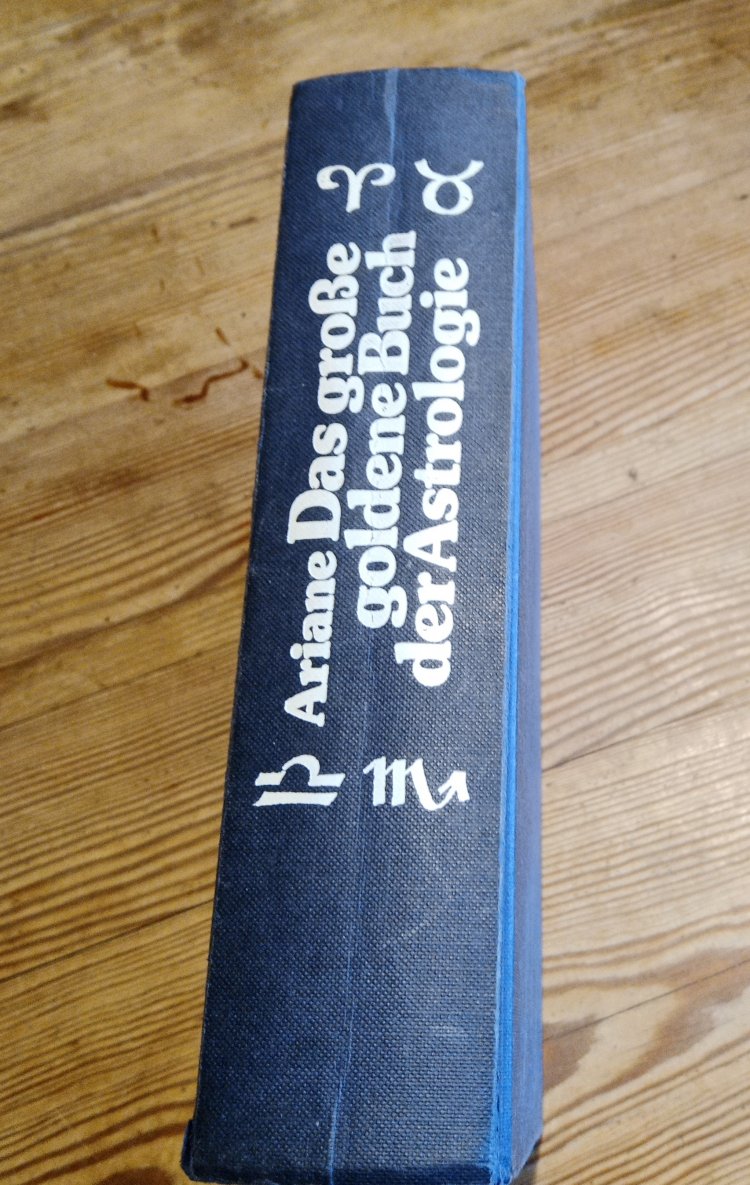 Ariane Das große
goldene Buch
der Astrologie